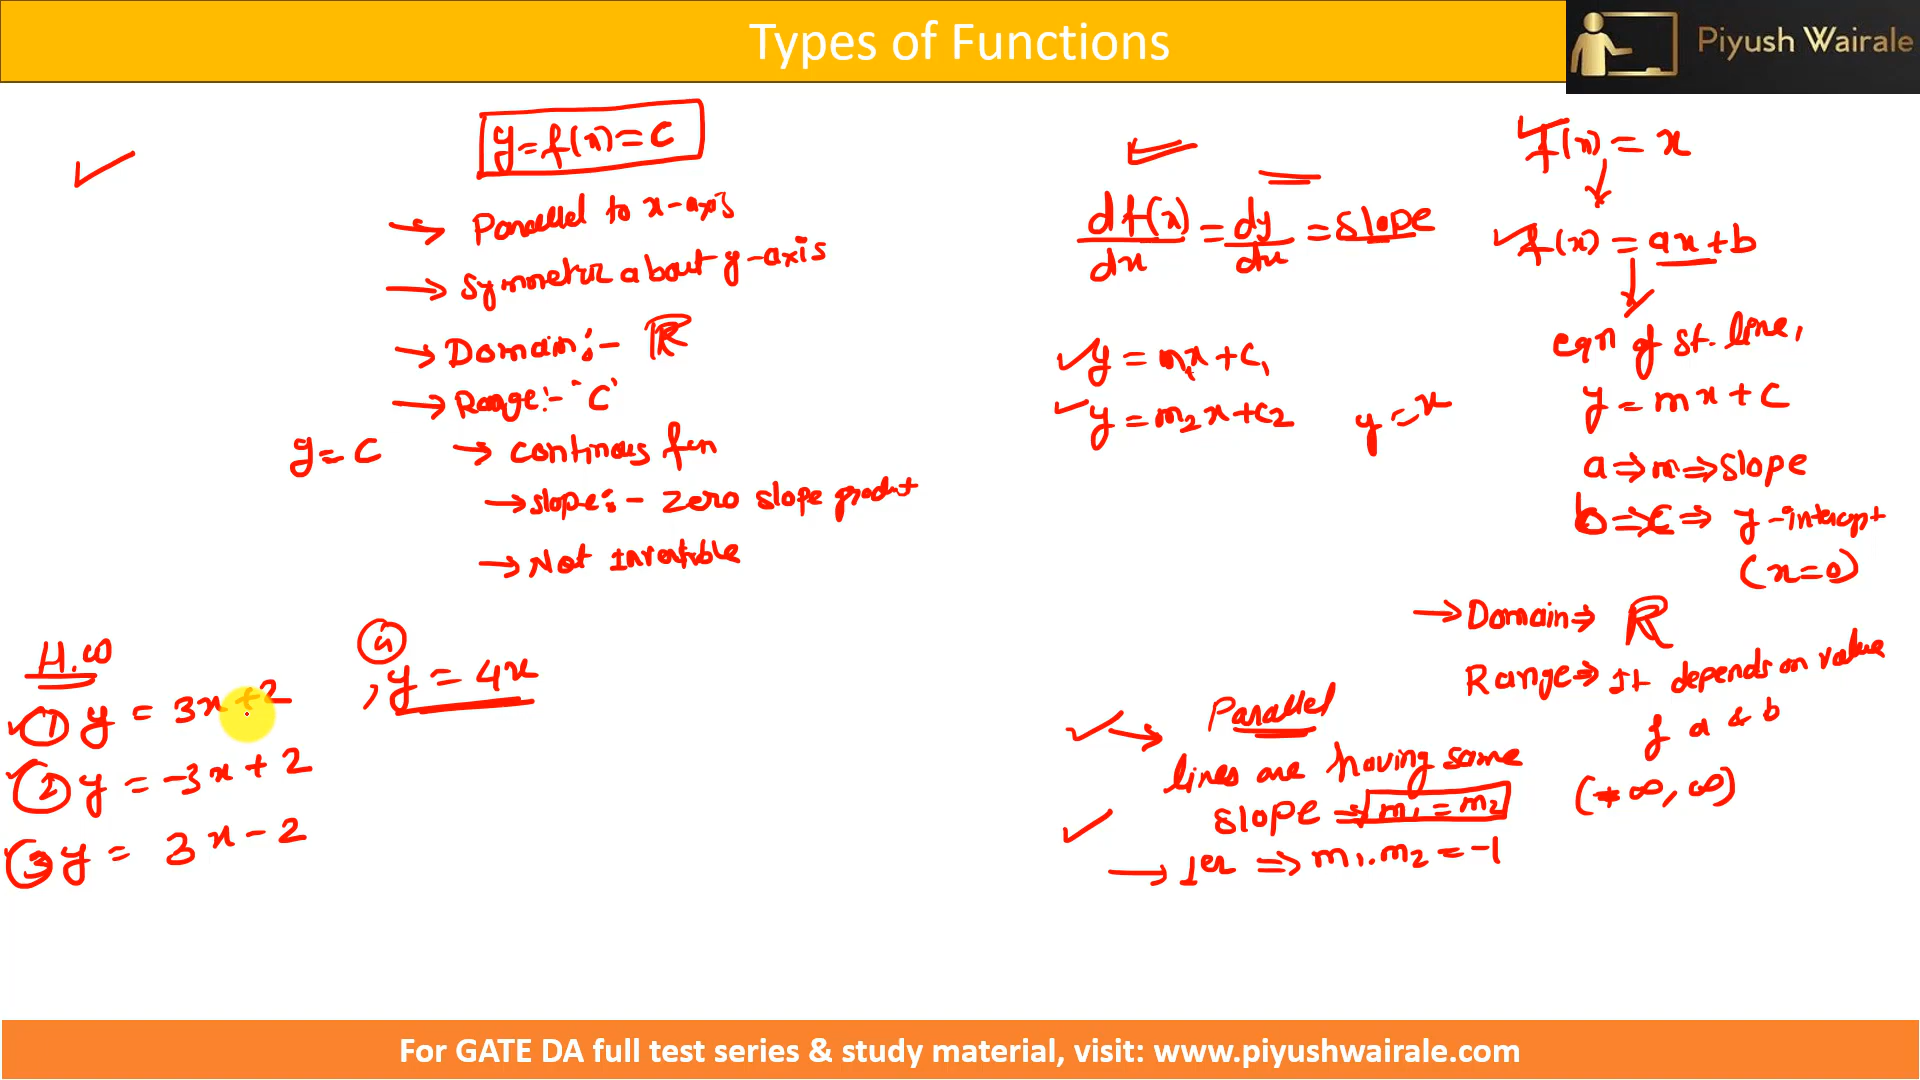 Types of Functions
Piyush Wairale
y = f(x) = c
→ Parallel to x-axis
→ Symmetric about y-axis
→ Domain:- R
→ Range:- 'C'
y = c
→ continous fun
→ slope:- zero slope
→ Not Invertible
H.W
① y = 3x+2
, y = 4x
② y = -3x + 2
③ y = 3x - 2
df(x)/dx = dy/dx = slope
y = m₁x + c₁
y = m₂x + c₂
y = x
f(x) = x
f(x) = ax + b
eqn of st. line,
y = mx + c
a ⇒ m ⇒ slope
b ⇒ c ⇒ y-intercept
(x=0)
→ Domain ⇒ R
Range ⇒ It depends on value
of a & b
(-∞, ∞)
→ Parallel
lines are having same
slope ⇒ m₁ = m₂
→ ⊥er ⇒ m₁.m₂ = -1
For GATE DA full test series & study material, visit: www.piyushwairale.com